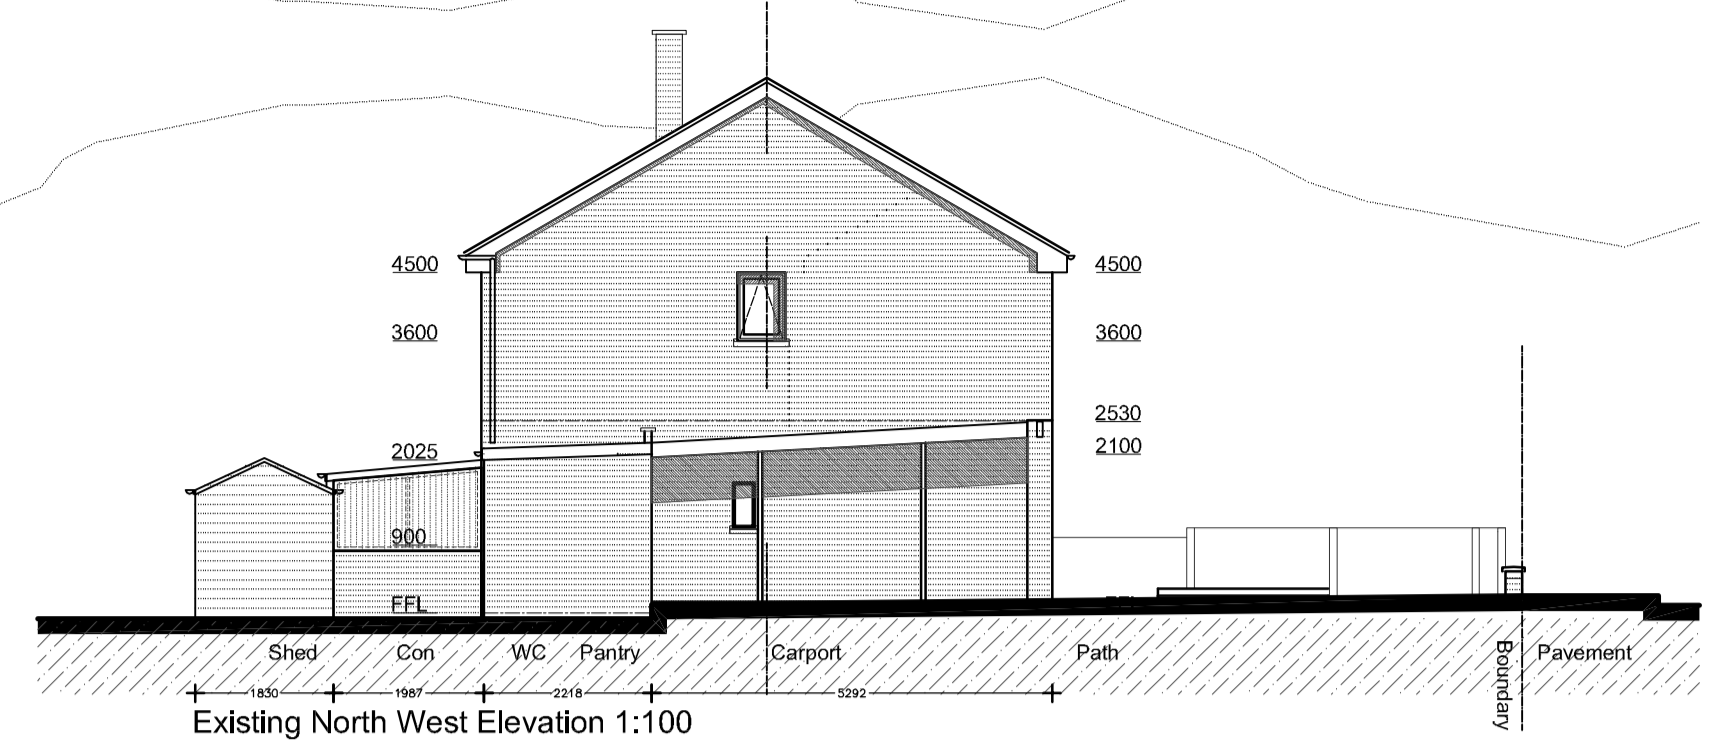 4500 4500
3600 3600
2530
2025 2100
900
FFL
Shed Con WC Pantry Carport Path Boundary Pavement
1830 1987 2218 5292
Existing North West Elevation 1:100